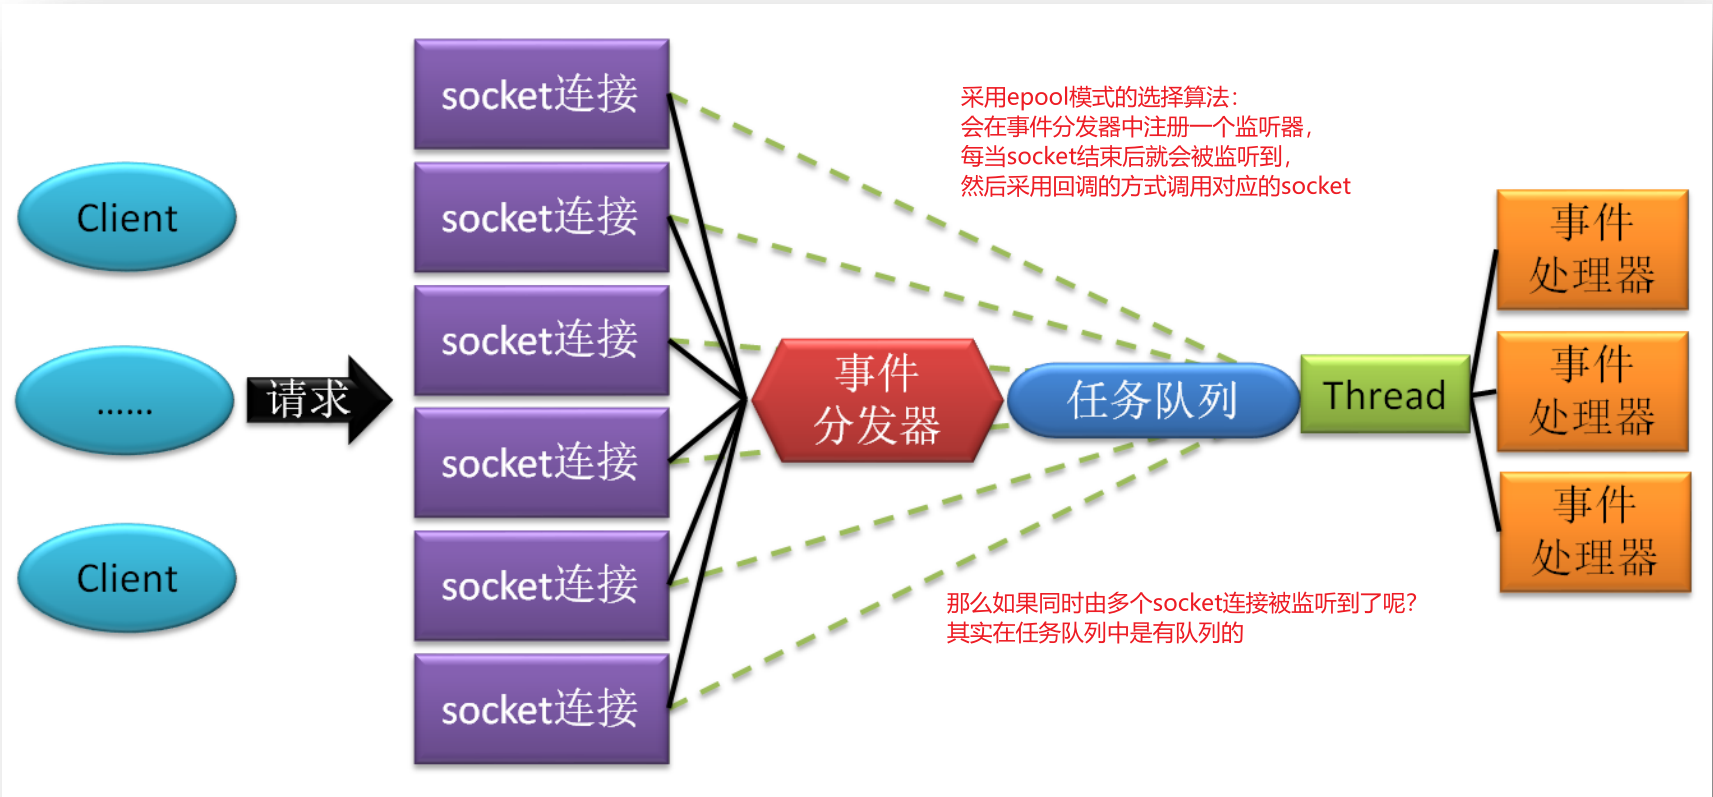 Client
……
Client
请求
socket连接
socket连接
socket连接
socket连接
socket连接
socket连接
采用epool模式的选择算法：
会在事件分发器中注册一个监听器，
每当socket结束后就会被监听到，
然后采用回调的方式调用对应的socket
事件
分发器
任务队列
Thread
事件
处理器
事件
处理器
事件
处理器
那么如果同时由多个socket连接被监听到了呢？
其实在任务队列中是有队列的